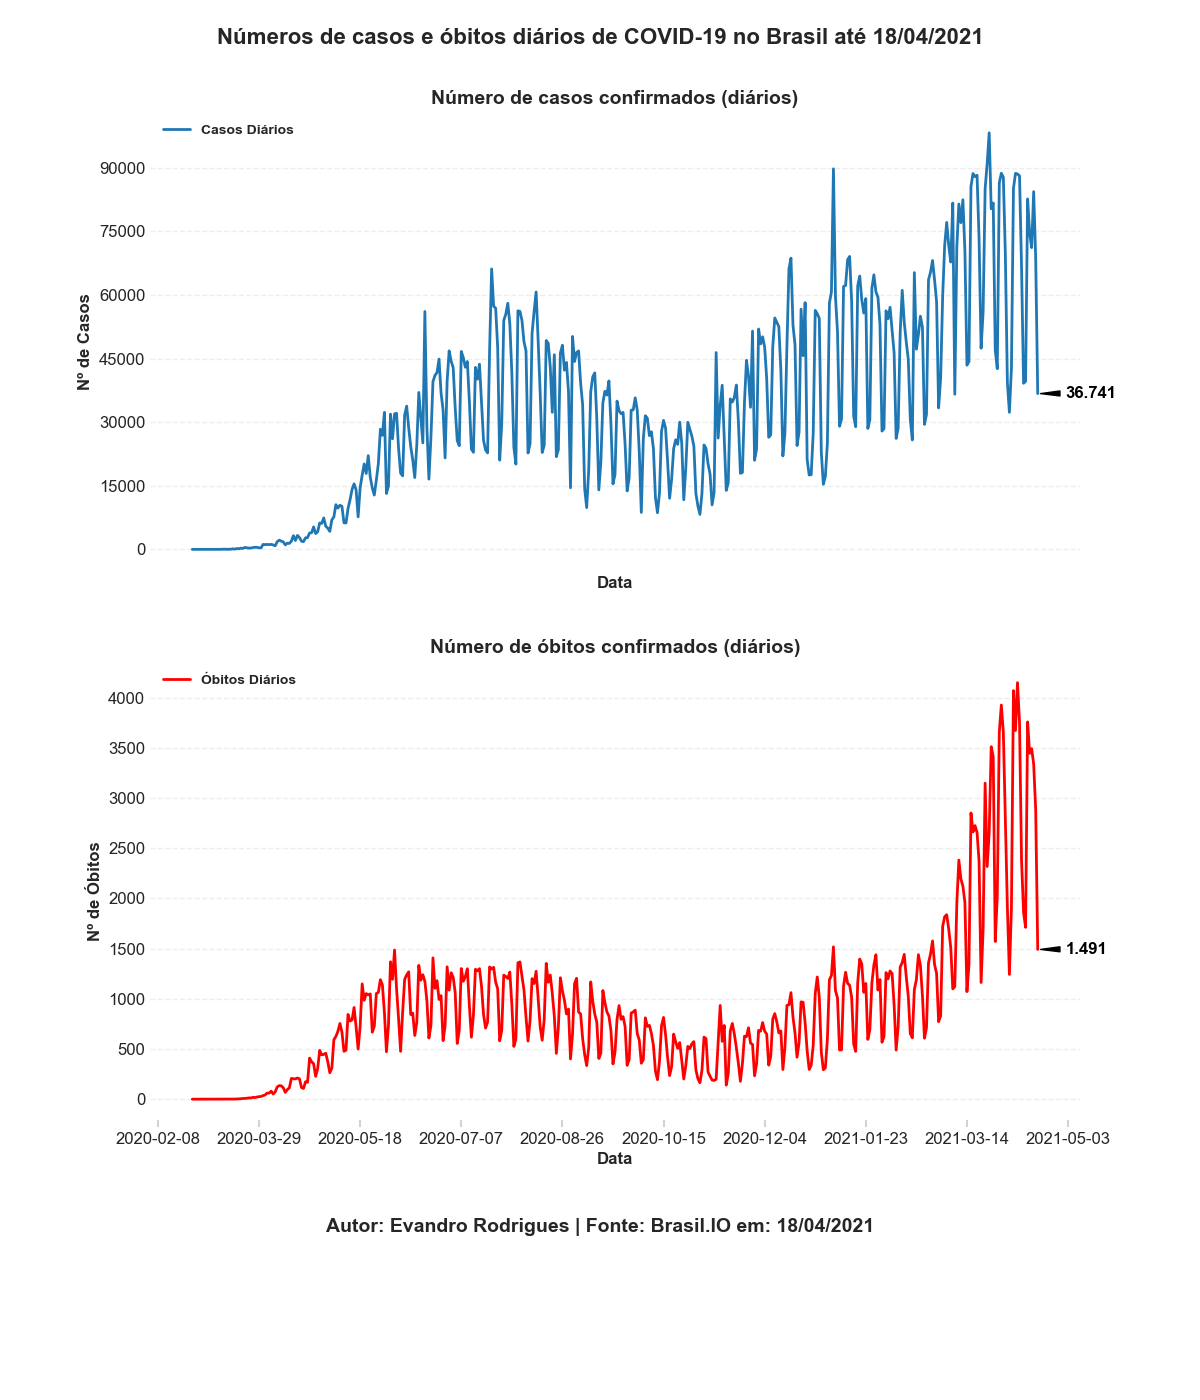 Números de casos e óbitos diários de COVID-19 no Brasil até 18/04/2021
Número de casos confirmados (diários)
Casos Diários
90000
75000
60000
45000
30000
15000
0
Nº de Casos
36.741
Data
Número de óbitos confirmados (diários)
Óbitos Diários
4000
3500
3000
2500
2000
1500
1000
500
0
Nº de Óbitos
1.491
2020-02-08 2020-03-29 2020-05-18 2020-07-07 2020-08-26 2020-10-15 2020-12-04 2021-01-23 2021-03-14 2021-05-03
Data
Autor: Evandro Rodrigues | Fonte: Brasil.IO em: 18/04/2021